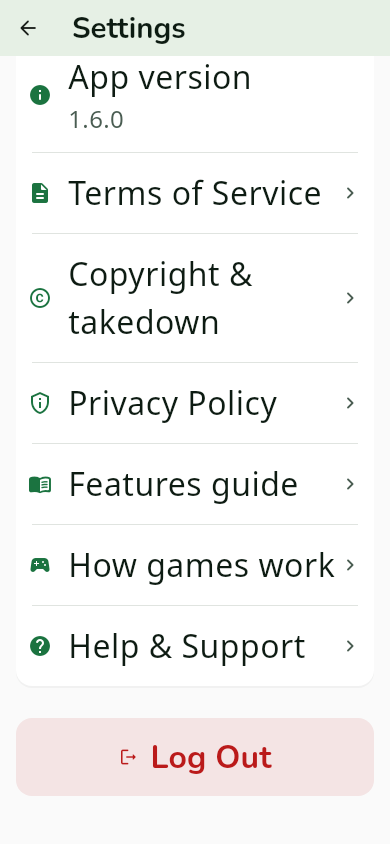 Settings
App version
1.6.0
Terms of Service
Copyright &
takedown
Privacy Policy
Features guide
How games work
Help & Support
Log Out